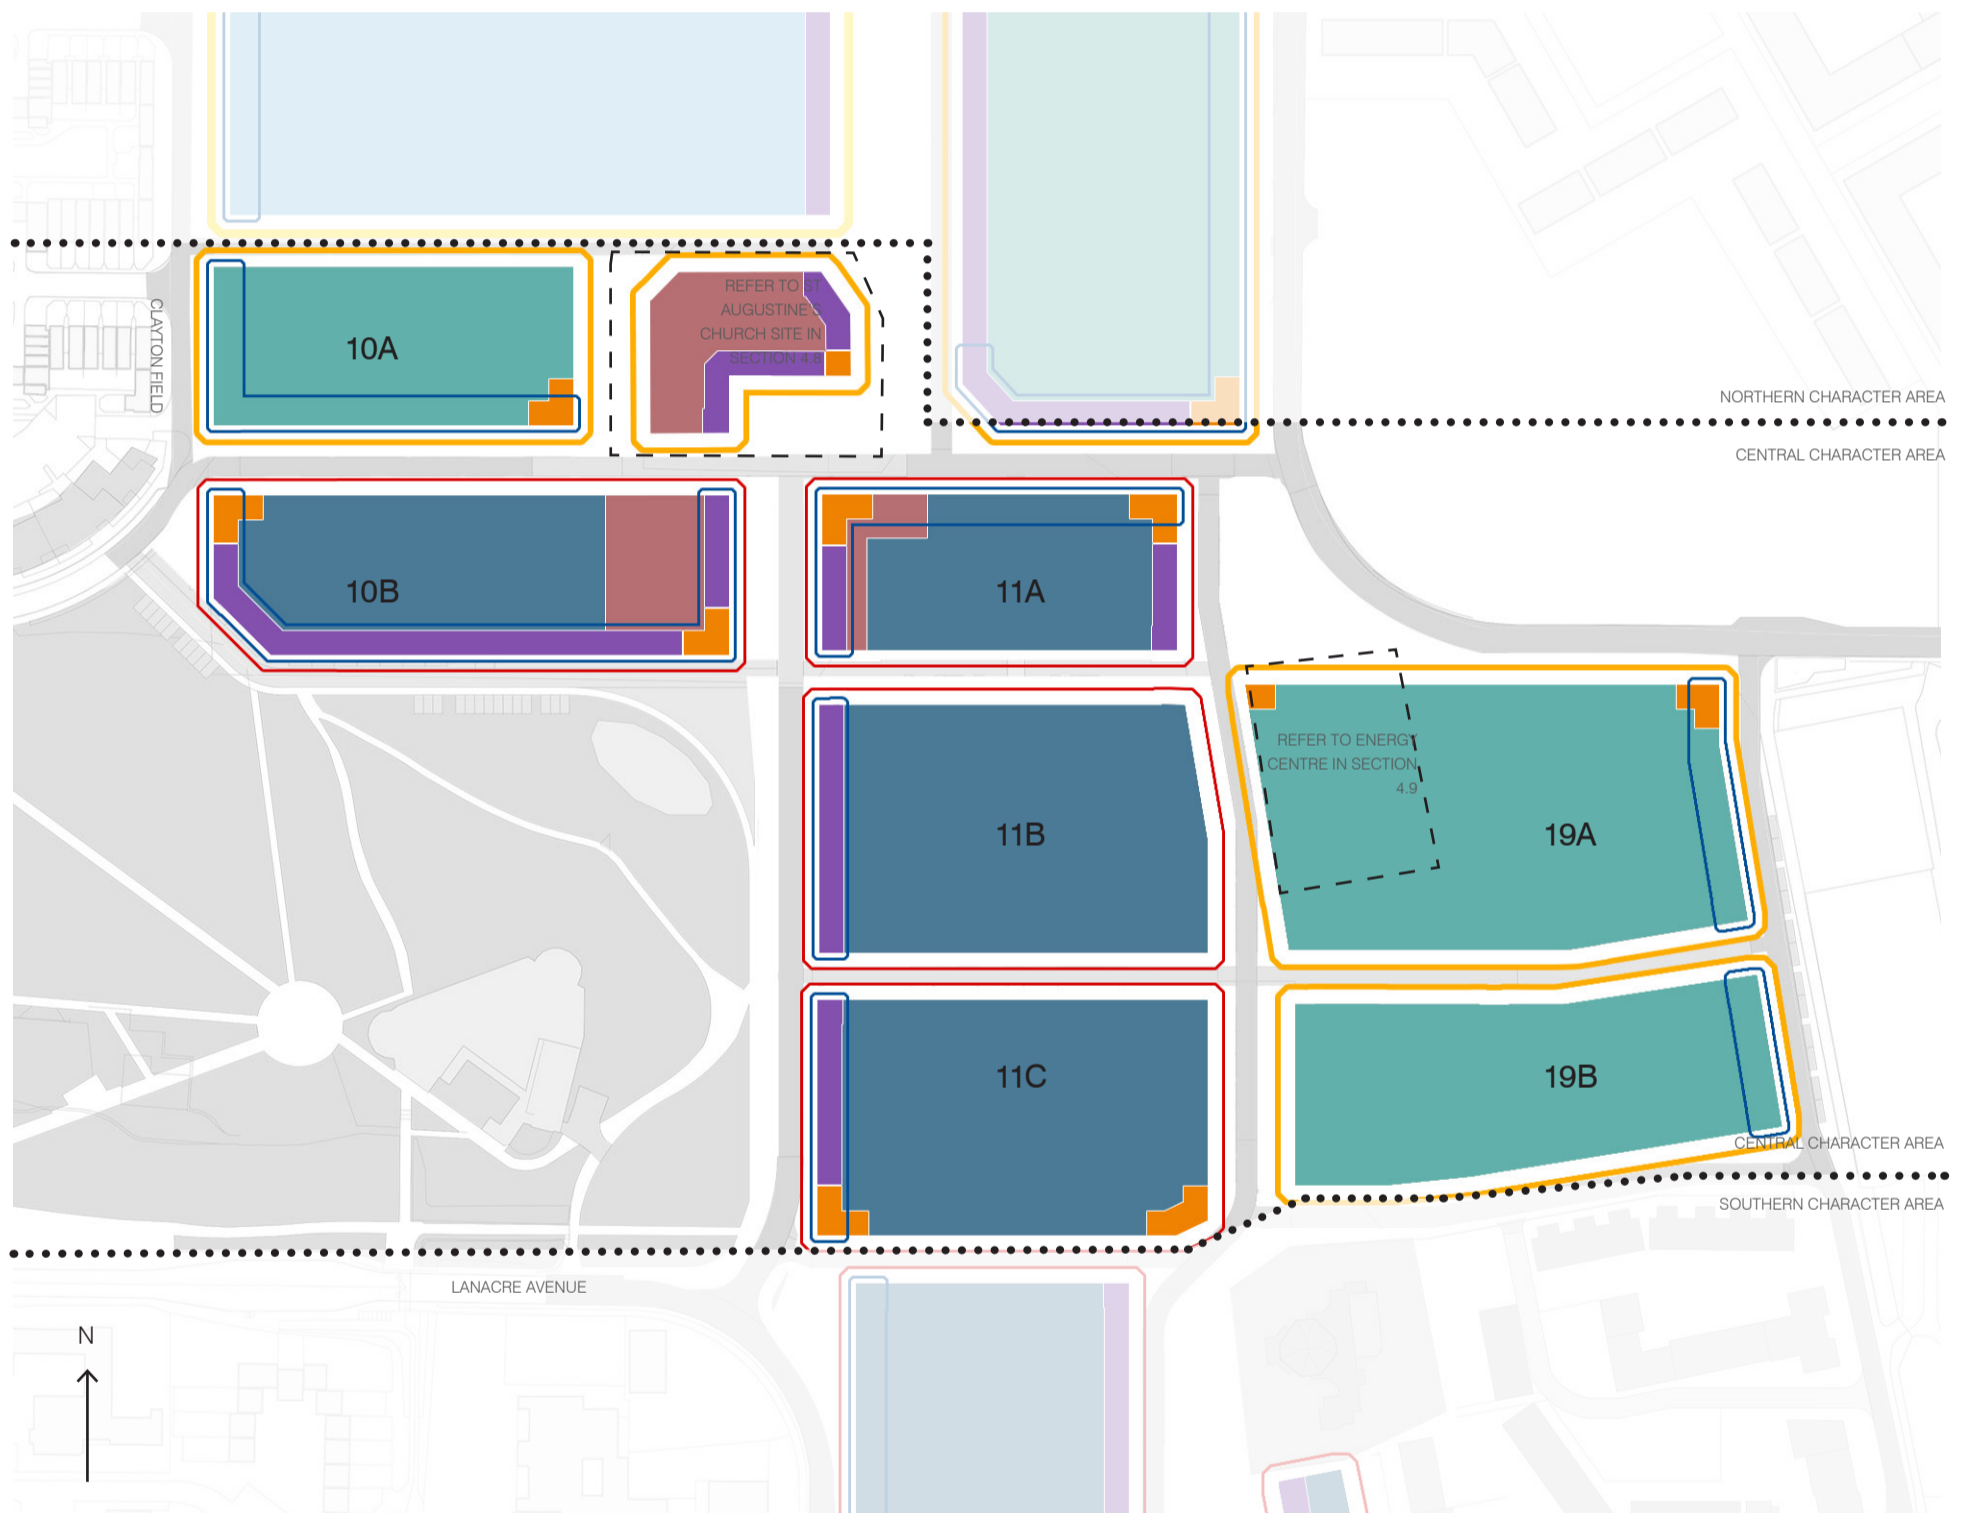 10A
CLAYTON FIELD
REFER TO ST
AUGUSTINE'S
CHURCH SITE IN
SECTION 4.8
NORTHERN CHARACTER AREA
CENTRAL CHARACTER AREA
10B
11A
REFER TO ENERGY
CENTRE IN SECTION
4.9
11B
19A
11C
19B
CENTRAL CHARACTER AREA
SOUTHERN CHARACTER AREA
LANACRE AVENUE
N